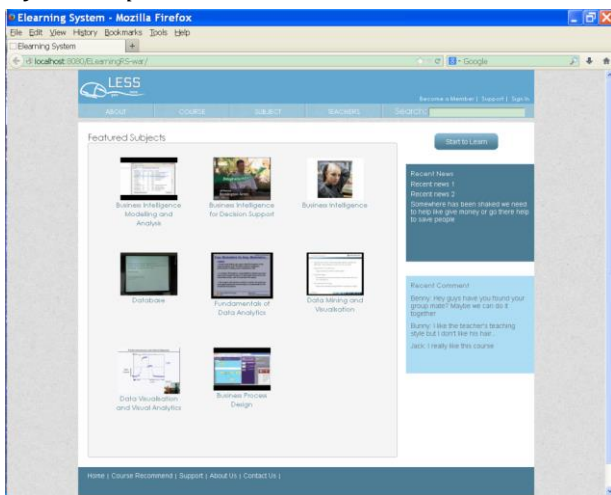 Elearning System - Mozilla Firefox
File Edit View History Bookmarks Tools Help
Elearning System
localhost:8080/ELearningRS-war/
Google
LESS
Become a Member | Support | Sign In
ABOUT COURSE SUBJECT TEACHERS Search:
Featured Subjects
Start to Learn
Business Intelligence Modelling and Analysis
Business Intelligence for Decision Support
Business Intelligence
Database
Fundamentals of Data Analytics
Data Mining and Visualisation
Data Visualisation and Visual Analytics
Business Process Design
Recent News
Recent news 1
Recent news 2
Somewhere has been shaked we need
to help like give money or go there help
to save people
Recent Comment
Benny: Hey guys have you found your
group mate? Maybe we can do it
together
Bunny: I like the teacher's teaching
style but I don't like his hair...
Jack: I really like this course
Home | Course Recommend | Support | About Us | Contact Us |